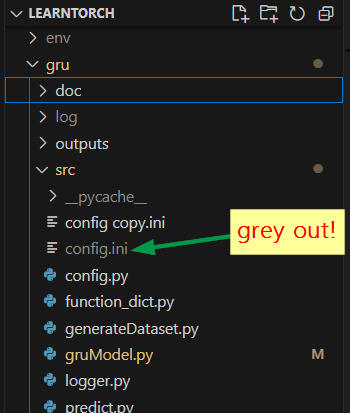 LEARNTORCH
env
gru
doc
log
outputs
src
__pycache__
config copy.ini
config.ini
grey out!
config.py
function_dict.py
generateDataset.py
gruModel.py M
logger.py
predict.py